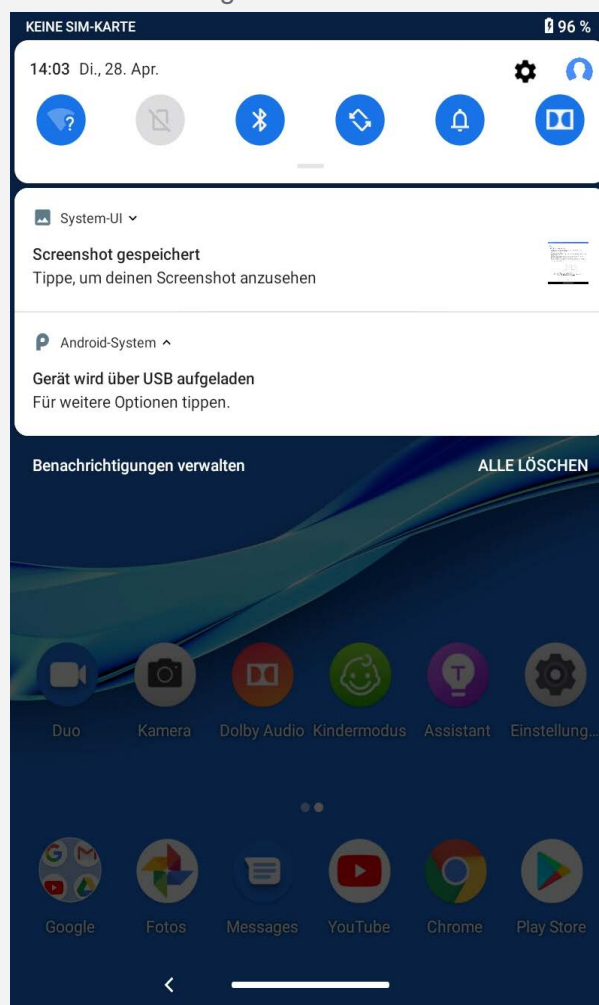 KEINE SIM-KARTE 96 %
14:03 Di., 28. Apr.
System-UI
Screenshot gespeichert
Tippe, um deinen Screenshot anzusehen
Android-System
Gerät wird über USB aufgeladen
Für weitere Optionen tippen.
Benachrichtigungen verwalten ALLE LÖSCHEN
Duo Kamera Dolby Audio Kindermodus Assistant Einstellung...
Google Fotos Messages YouTube Chrome Play Store